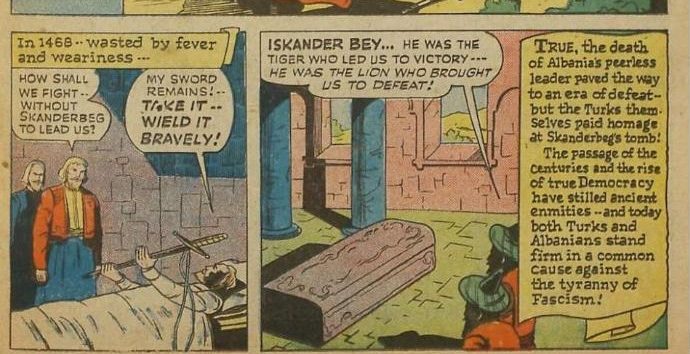 In 1468 -- wasted by fever
and weariness ---
HOW SHALL
WE FIGHT--
WITHOUT
SKANDERBEG
TO LEAD US?
MY SWORD
REMAINS!--
TAKE IT --
WIELD IT
BRAVELY!
ISKANDER BEY... HE WAS THE
TIGER WHO LED US TO VICTORY ---
HE WAS THE LION WHO BROUGHT
US TO DEFEAT!
TRUE, the death
of Albania's peerless
leader paved the way
to an era of defeat--
but the Turks them-
selves paid homage
at Skanderbeg's tomb!
The passage of the
centuries and the rise
of true Democracy
have stilled ancient
enmities -- and today
both Turks and
Albanians stand
firm in a common
cause against
the tyranny of
Fascism!